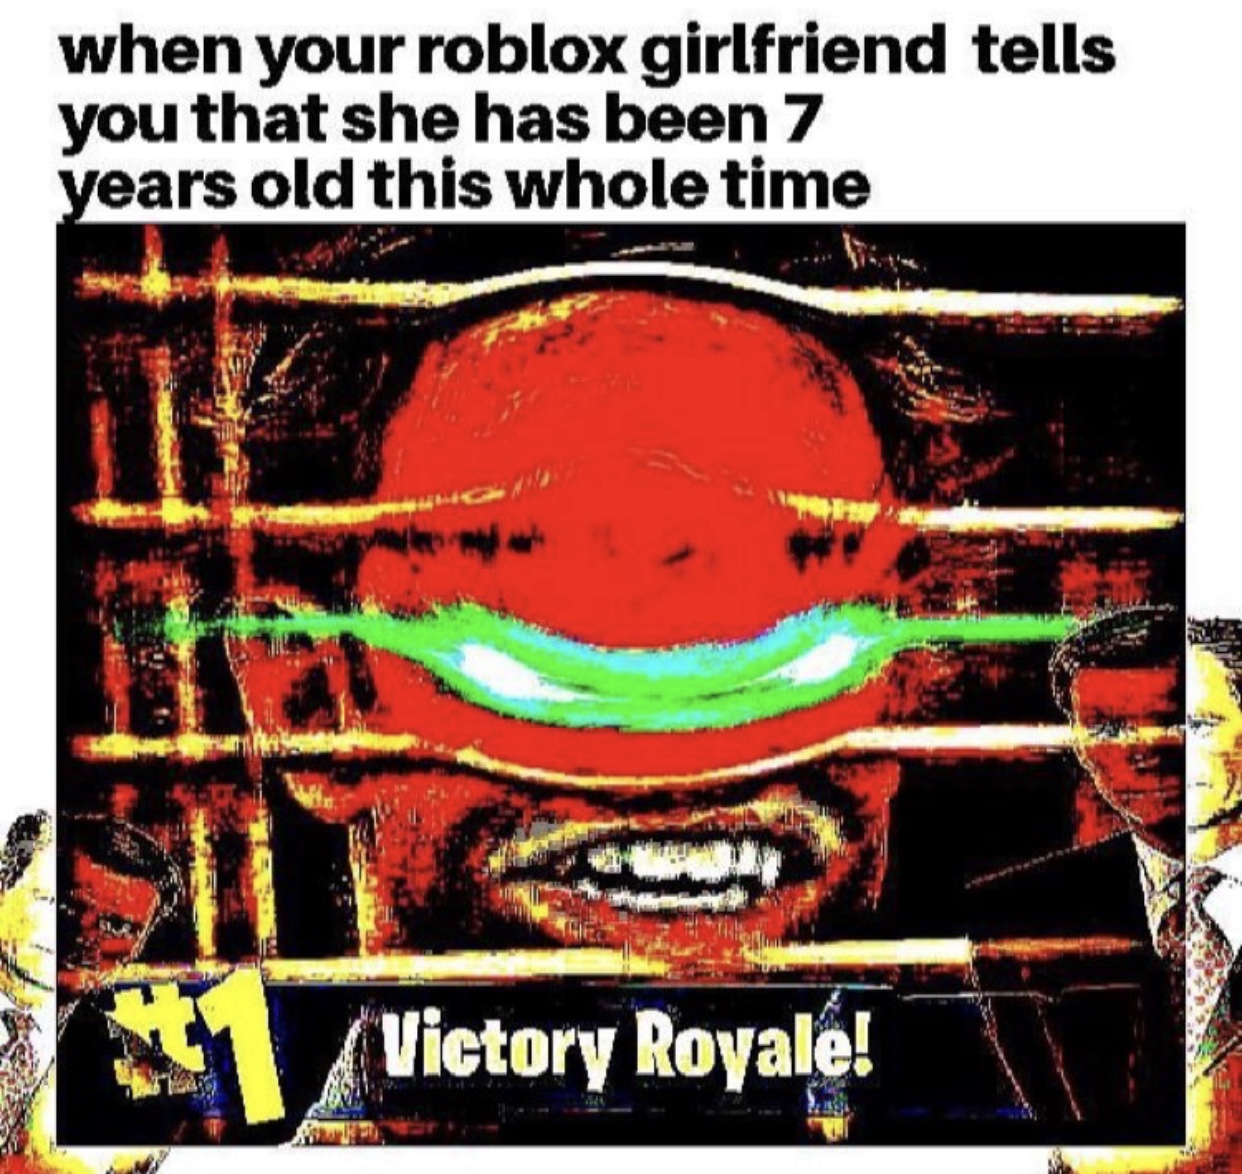 when your roblox girlfriend tells
you that she has been 7
years old this whole time
#1
Victory Royale!